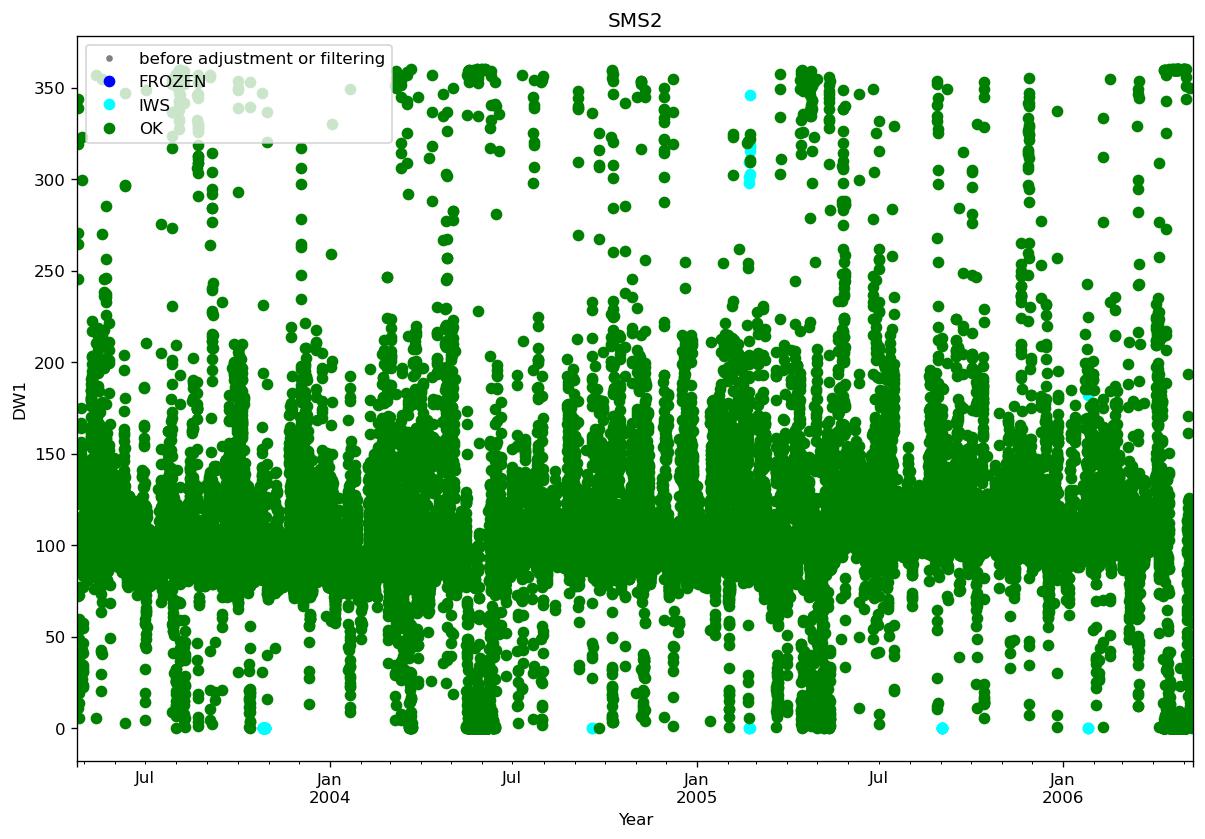 SMS2
before adjustment or filtering
FROZEN
IWS
OK
DW1
350
300
250
200
150
100
50
0
Jul
Jan
2004
Jul
Jan
2005
Jul
Jan
2006
Year